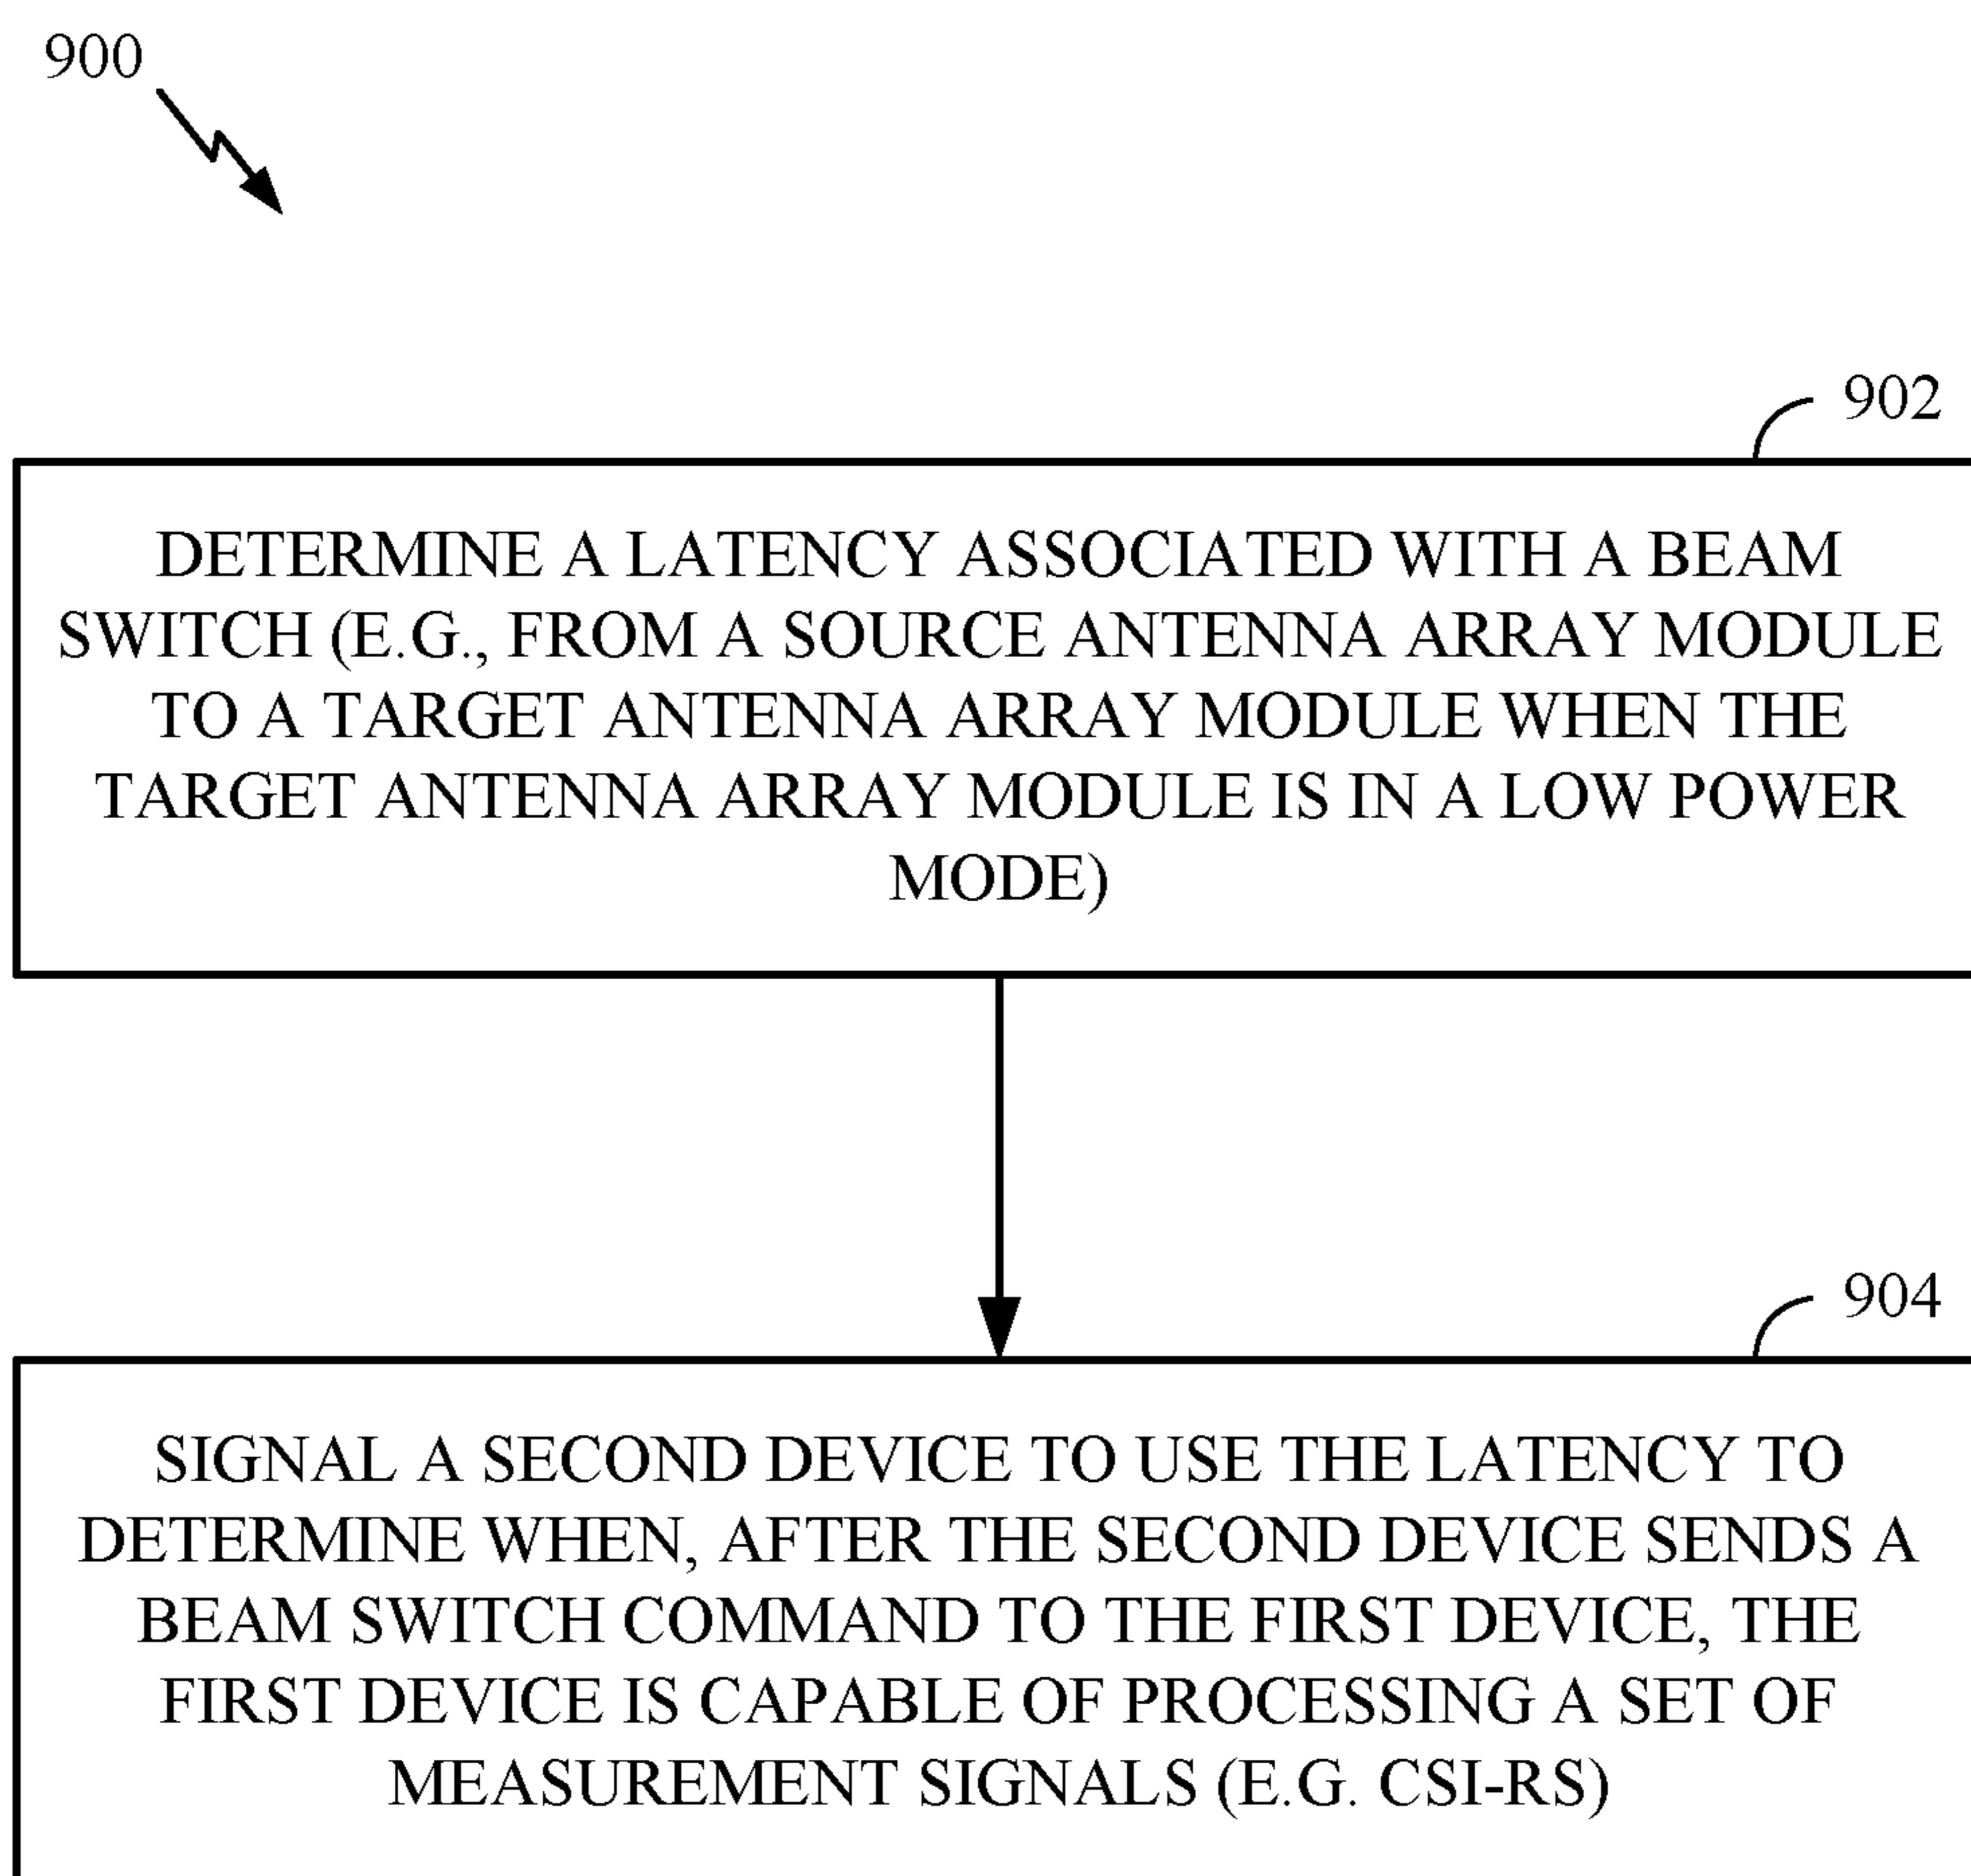 900
902
DETERMINE A LATENCY ASSOCIATED WITH A BEAM
SWITCH (E.G., FROM A SOURCE ANTENNA ARRAY MODULE
TO A TARGET ANTENNA ARRAY MODULE WHEN THE
TARGET ANTENNA ARRAY MODULE IS IN A LOW POWER
MODE)
904
SIGNAL A SECOND DEVICE TO USE THE LATENCY TO
DETERMINE WHEN, AFTER THE SECOND DEVICE SENDS A
BEAM SWITCH COMMAND TO THE FIRST DEVICE, THE
FIRST DEVICE IS CAPABLE OF PROCESSING A SET OF
MEASUREMENT SIGNALS (E.G. CSI-RS)